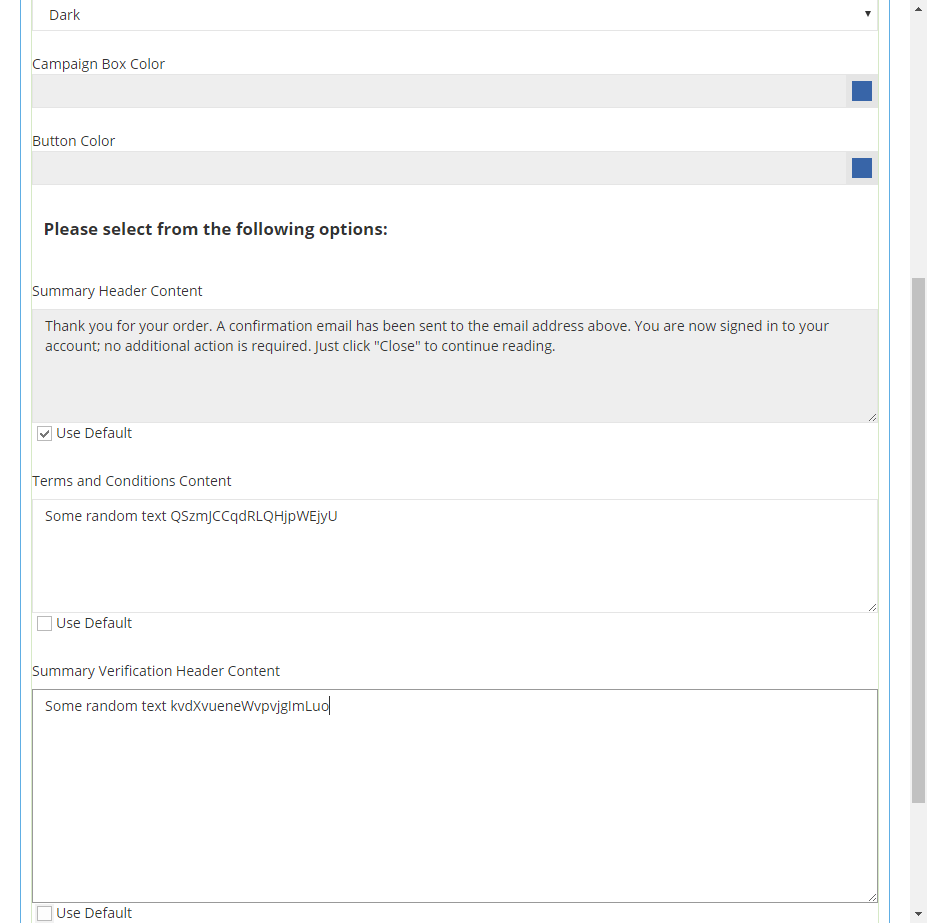 Dark
Campaign Box Color
Button Color
Please select from the following options:
Summary Header Content
Thank you for your order. A confirmation email has been sent to the email address above. You are now signed in to your
account; no additional action is required. Just click "Close" to continue reading.
Use Default
Terms and Conditions Content
Some random text QSzmJCCqdRLQHjpWEjyU
Use Default
Summary Verification Header Content
Some random text kvdXvueneWvpvjgImLuo
Use Default